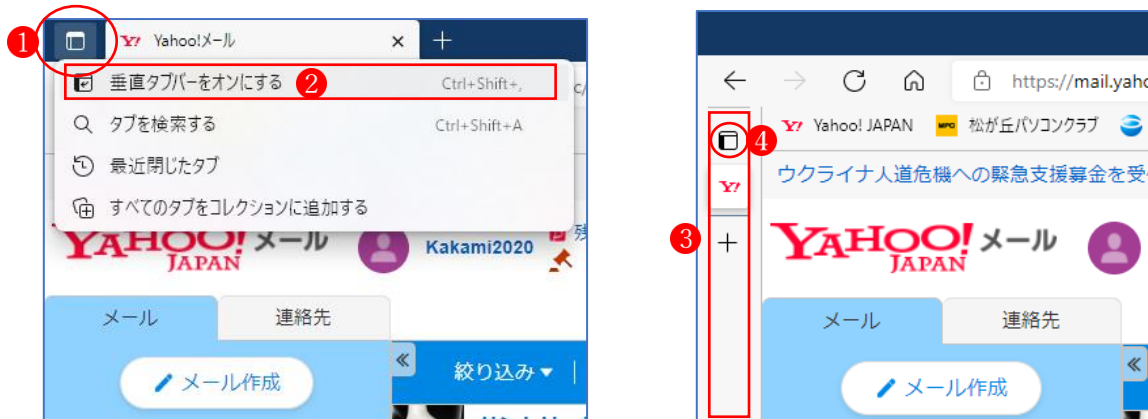 1
Y! Yahoo!メール × +
垂直タブバーをオンにする 2 Ctrl+Shift+,
c/
タブを検索する Ctrl+Shift+A
最近閉じたタブ
すべてのタブをコレクションに追加する
YAHOO! メール
JAPAN
Kakami2020
残
メール 連絡先
メール作成
«
絞り込み▼
https://mail.yaho
4
Y! Yahoo! JAPAN MPC 松が丘パソコンクラブ
Y!
ウクライナ人道危機への緊急支援募金を受
3
+
YAHOO! メール
JAPAN
メール 連絡先
メール作成
«